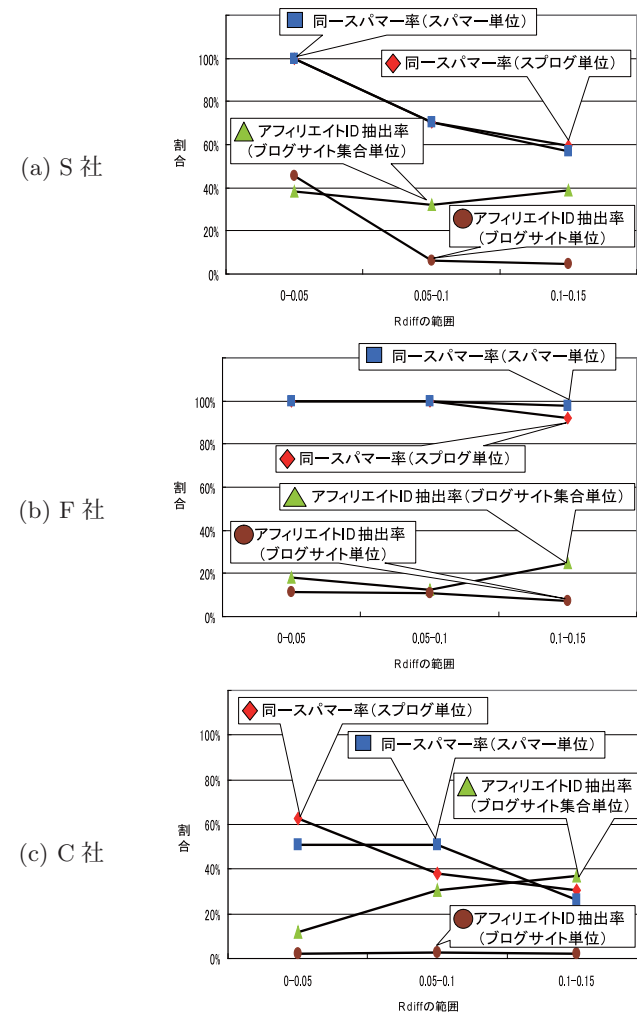 (a) S 社
同一スパマー率(スパマー単位)
同一スパマー率(スプログ単位)
アフィリエイトID 抽出率
(ブログサイト集合単位)
アフィリエイトID 抽出率
(ブログサイト単位)
割合
100%
80%
60%
40%
20%
0%
0-0.05
0.05-0.1
0.1-0.15
Rdiffの範囲
(b) F 社
同一スパマー率(スパマー単位)
同一スパマー率(スプログ単位)
アフィリエイトID 抽出率(ブログサイト集合単位)
アフィリエイトID 抽出率
(ブログサイト単位)
割合
100%
80%
60%
40%
20%
0%
0-0.05
0.05-0.1
0.1-0.15
Rdiffの範囲
(c) C 社
同一スパマー率(スプログ単位)
同一スパマー率(スパマー単位)
アフィリエイトID 抽出率
(ブログサイト集合単位)
アフィリエイトID 抽出率
(ブログサイト単位)
割合
100%
80%
60%
40%
20%
0%
0-0.05
0.05-0.1
0.1-0.15
Rdiffの範囲